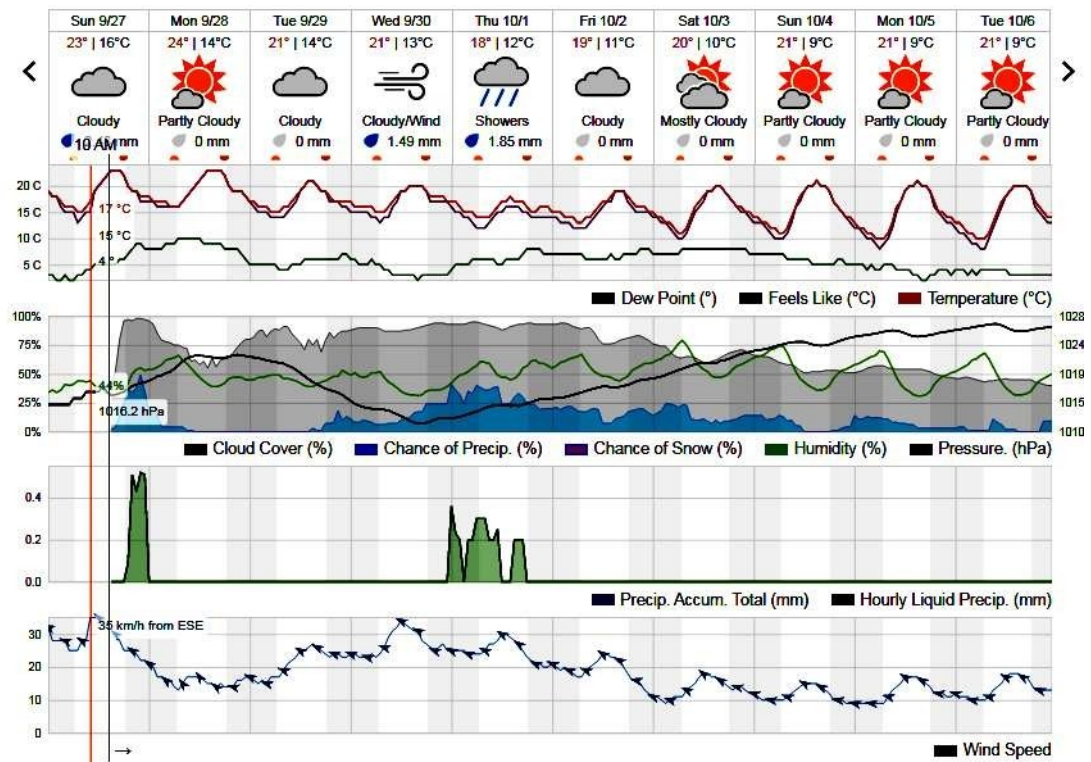 Sun 9/27 Mon 9/28 Tue 9/29 Wed 9/30 Thu 10/1 Fri 10/2 Sat 10/3 Sun 10/4 Mon 10/5 Tue 10/6
23° | 16°C 24° | 14°C 21° | 14°C 21° | 13°C 18° | 12°C 19° | 11°C 20° | 10°C 21° | 9°C 21° | 9°C 21° | 9°C
Cloudy Partly Cloudy Cloudy Cloudy/Wind Showers Cloudy Mostly Cloudy Partly Cloudy Partly Cloudy Partly Cloudy
mm 0 mm 0 mm 1.49 mm 1.85 mm 0 mm 0 mm 0 mm 0 mm 0 mm
10 AM
20 C
17 °C
15 C
15 °C
10 C
4 °
5 C
Dew Point (°) Feels Like (°C) Temperature (°C)
100% 1028
75% 1024
50% 1019
44%
25% 1015
1016.2 hPa
0% 1010
Cloud Cover (%) Chance of Precip. (%) Chance of Snow (%) Humidity (%) Pressure. (hPa)
0.4
0.2
0.0
Precip. Accum. Total (mm) Hourly Liquid Precip. (mm)
35 km/h from ESE
30
20
10
0
→
Wind Speed